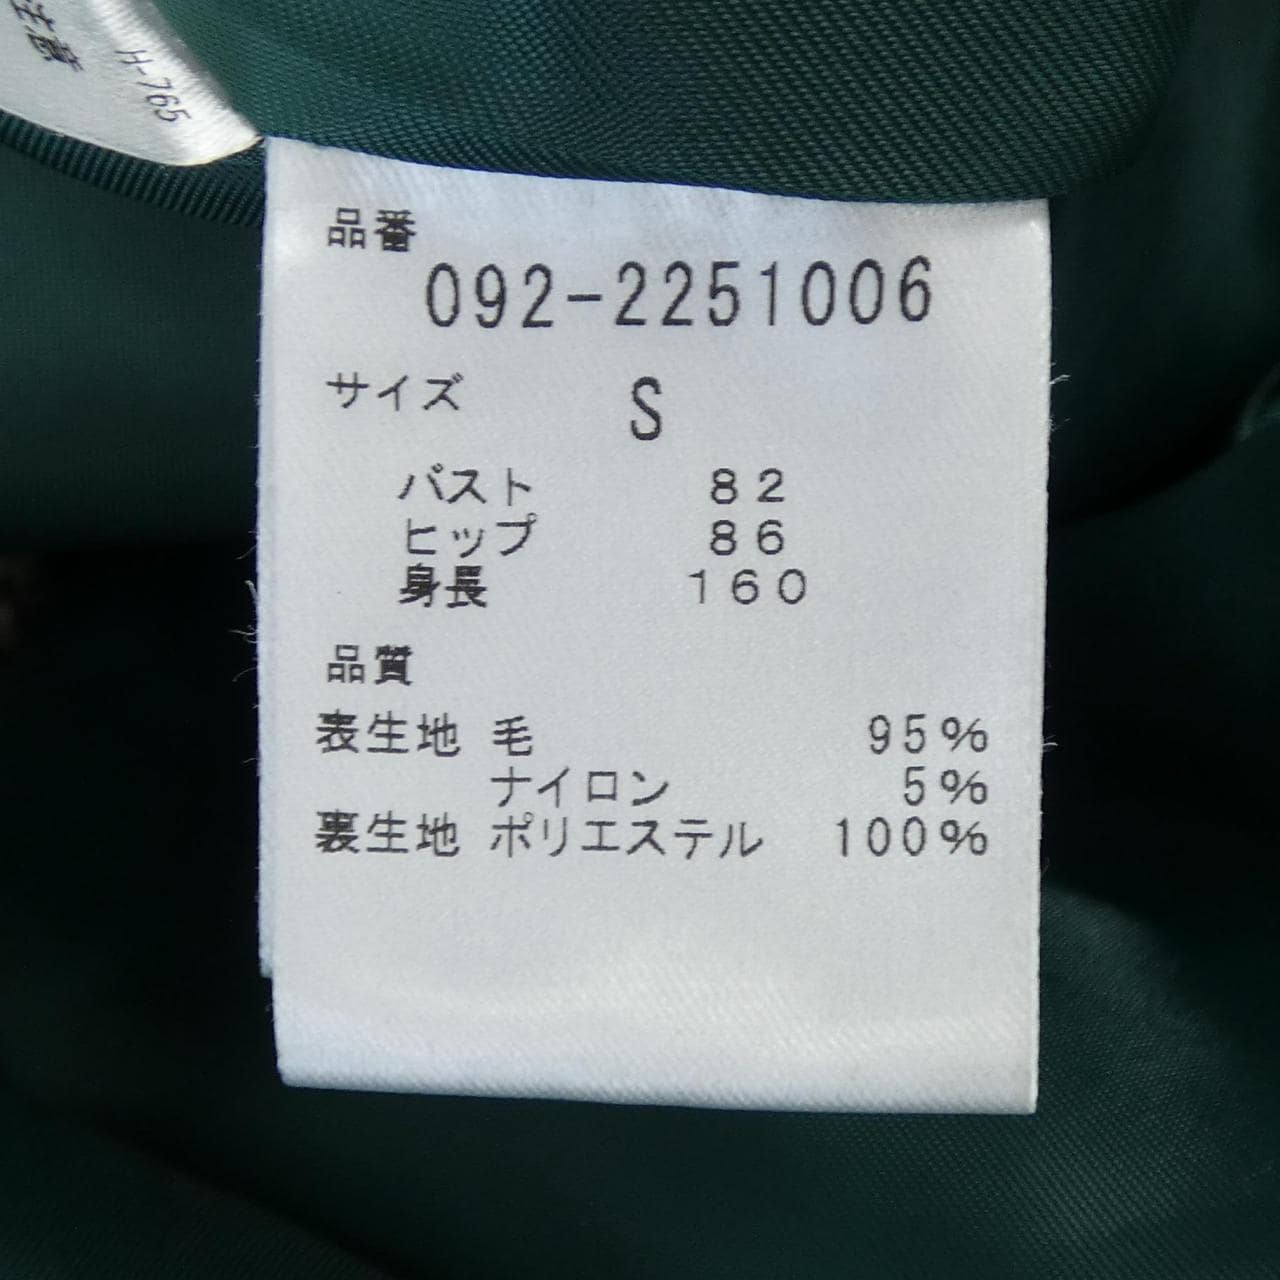 注意
H-765
品番
092-2251006
サイズ S
バスト 82
ヒップ 86
身長 160
品質
表生地 毛 95%
ナイロン 5%
裏生地 ポリエステル 100%